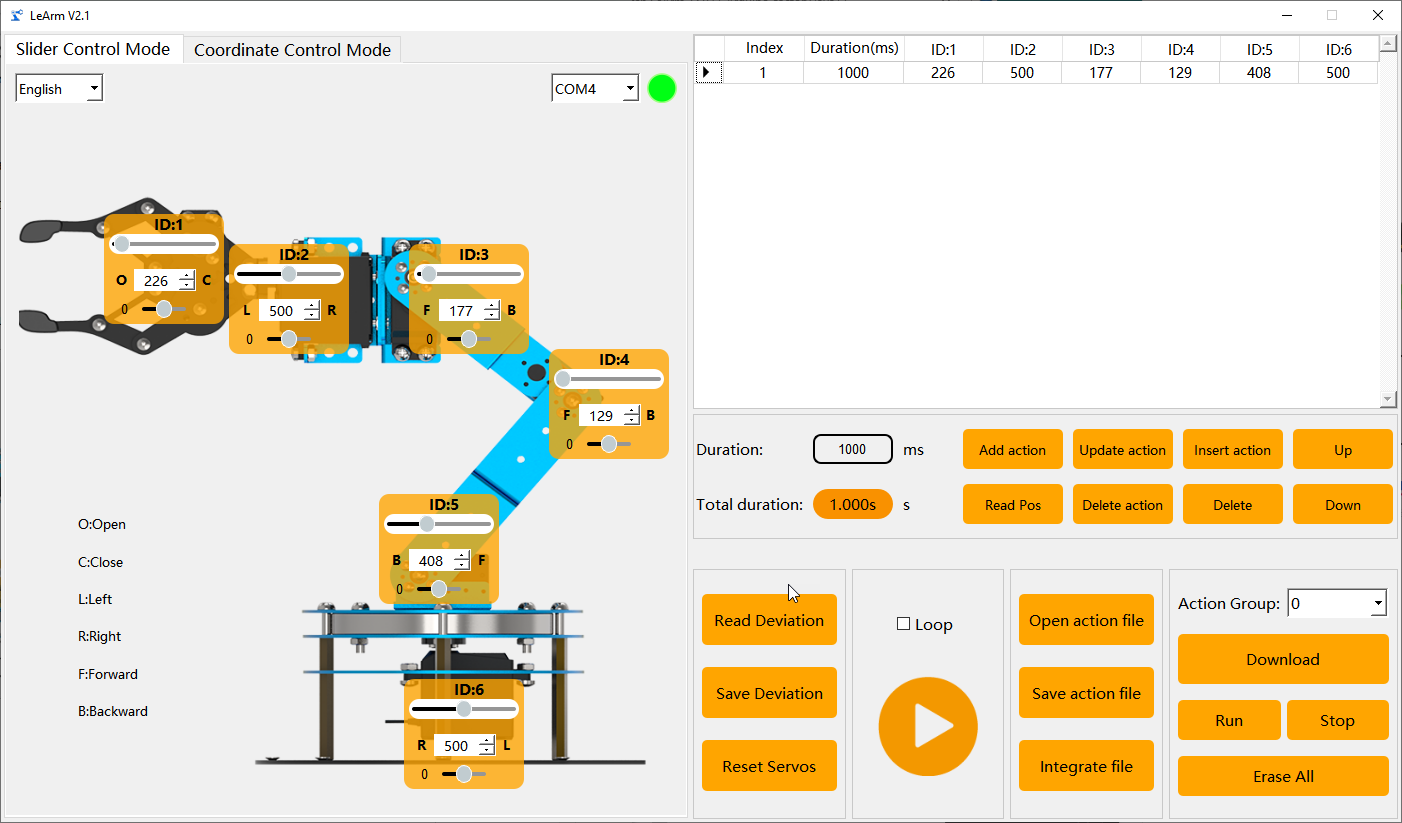 LeArm V2.1
Slider Control Mode
Coordinate Control Mode
English
COM4
ID:1
O 226 C
0
ID:2
L 500 R
0
ID:3
F 177 B
0
ID:4
F 129 B
0
ID:5
B 408 F
0
ID:6
R 500 L
0
O:Open
C:Close
L:Left
R:Right
F:Forward
B:Backward
Index Duration(ms) ID:1 ID:2 ID:3 ID:4 ID:5 ID:6
1 1000 226 500 177 129 408 500
Duration: 1000 ms
Add action Update action Insert action Up
Total duration: 1.000s s
Read Pos Delete action Delete Down
Read Deviation
Save Deviation
Reset Servos
Loop
Open action file
Save action file
Integrate file
Action Group: 0
Download
Run Stop
Erase All